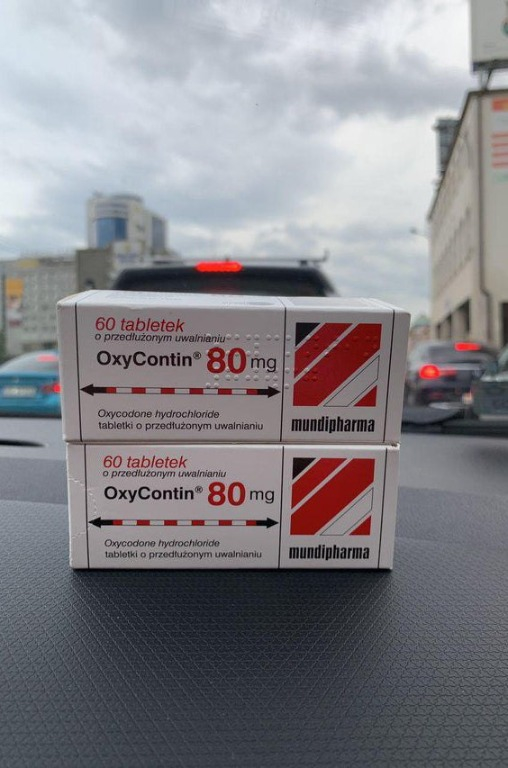 60 tabletek
o przedłużonym uwalnianiu
OxyContin® 80 mg
Oxycodone hydrochloride
tabletki o przedłużonym uwalnianiu
mundipharma
60 tabletek
o przedłużonym uwalnianiu
OxyContin® 80 mg
Oxycodone hydrochloride
tabletki o przedłużonym uwalnianiu
mundipharma